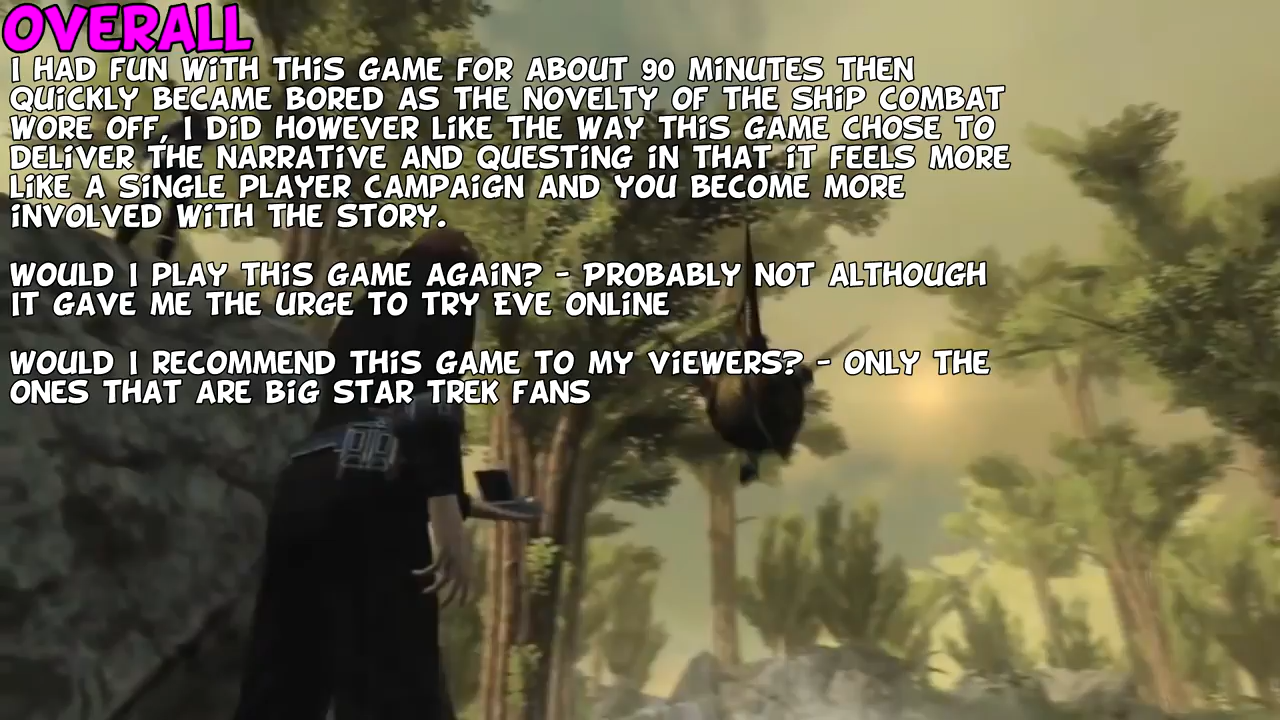 OVERALL
I HAD FUN WITH THIS GAME FOR ABOUT 90 MINUTES THEN
QUICKLY BECAME BORED AS THE NOVELTY OF THE SHIP COMBAT
WORE OFF, I DID HOWEVER LIKE THE WAY THIS GAME CHOSE TO
DELIVER THE NARRATIVE AND QUESTING IN THAT IT FEELS MORE
LIKE A SINGLE PLAYER CAMPAIGN AND YOU BECOME MORE
INVOLVED WITH THE STORY.
WOULD I PLAY THIS GAME AGAIN? - PROBABLY NOT ALTHOUGH
IT GAVE ME THE URGE TO TRY EVE ONLINE
WOULD I RECOMMEND THIS GAME TO MY VIEWERS? - ONLY THE
ONES THAT ARE BIG STAR TREK FANS